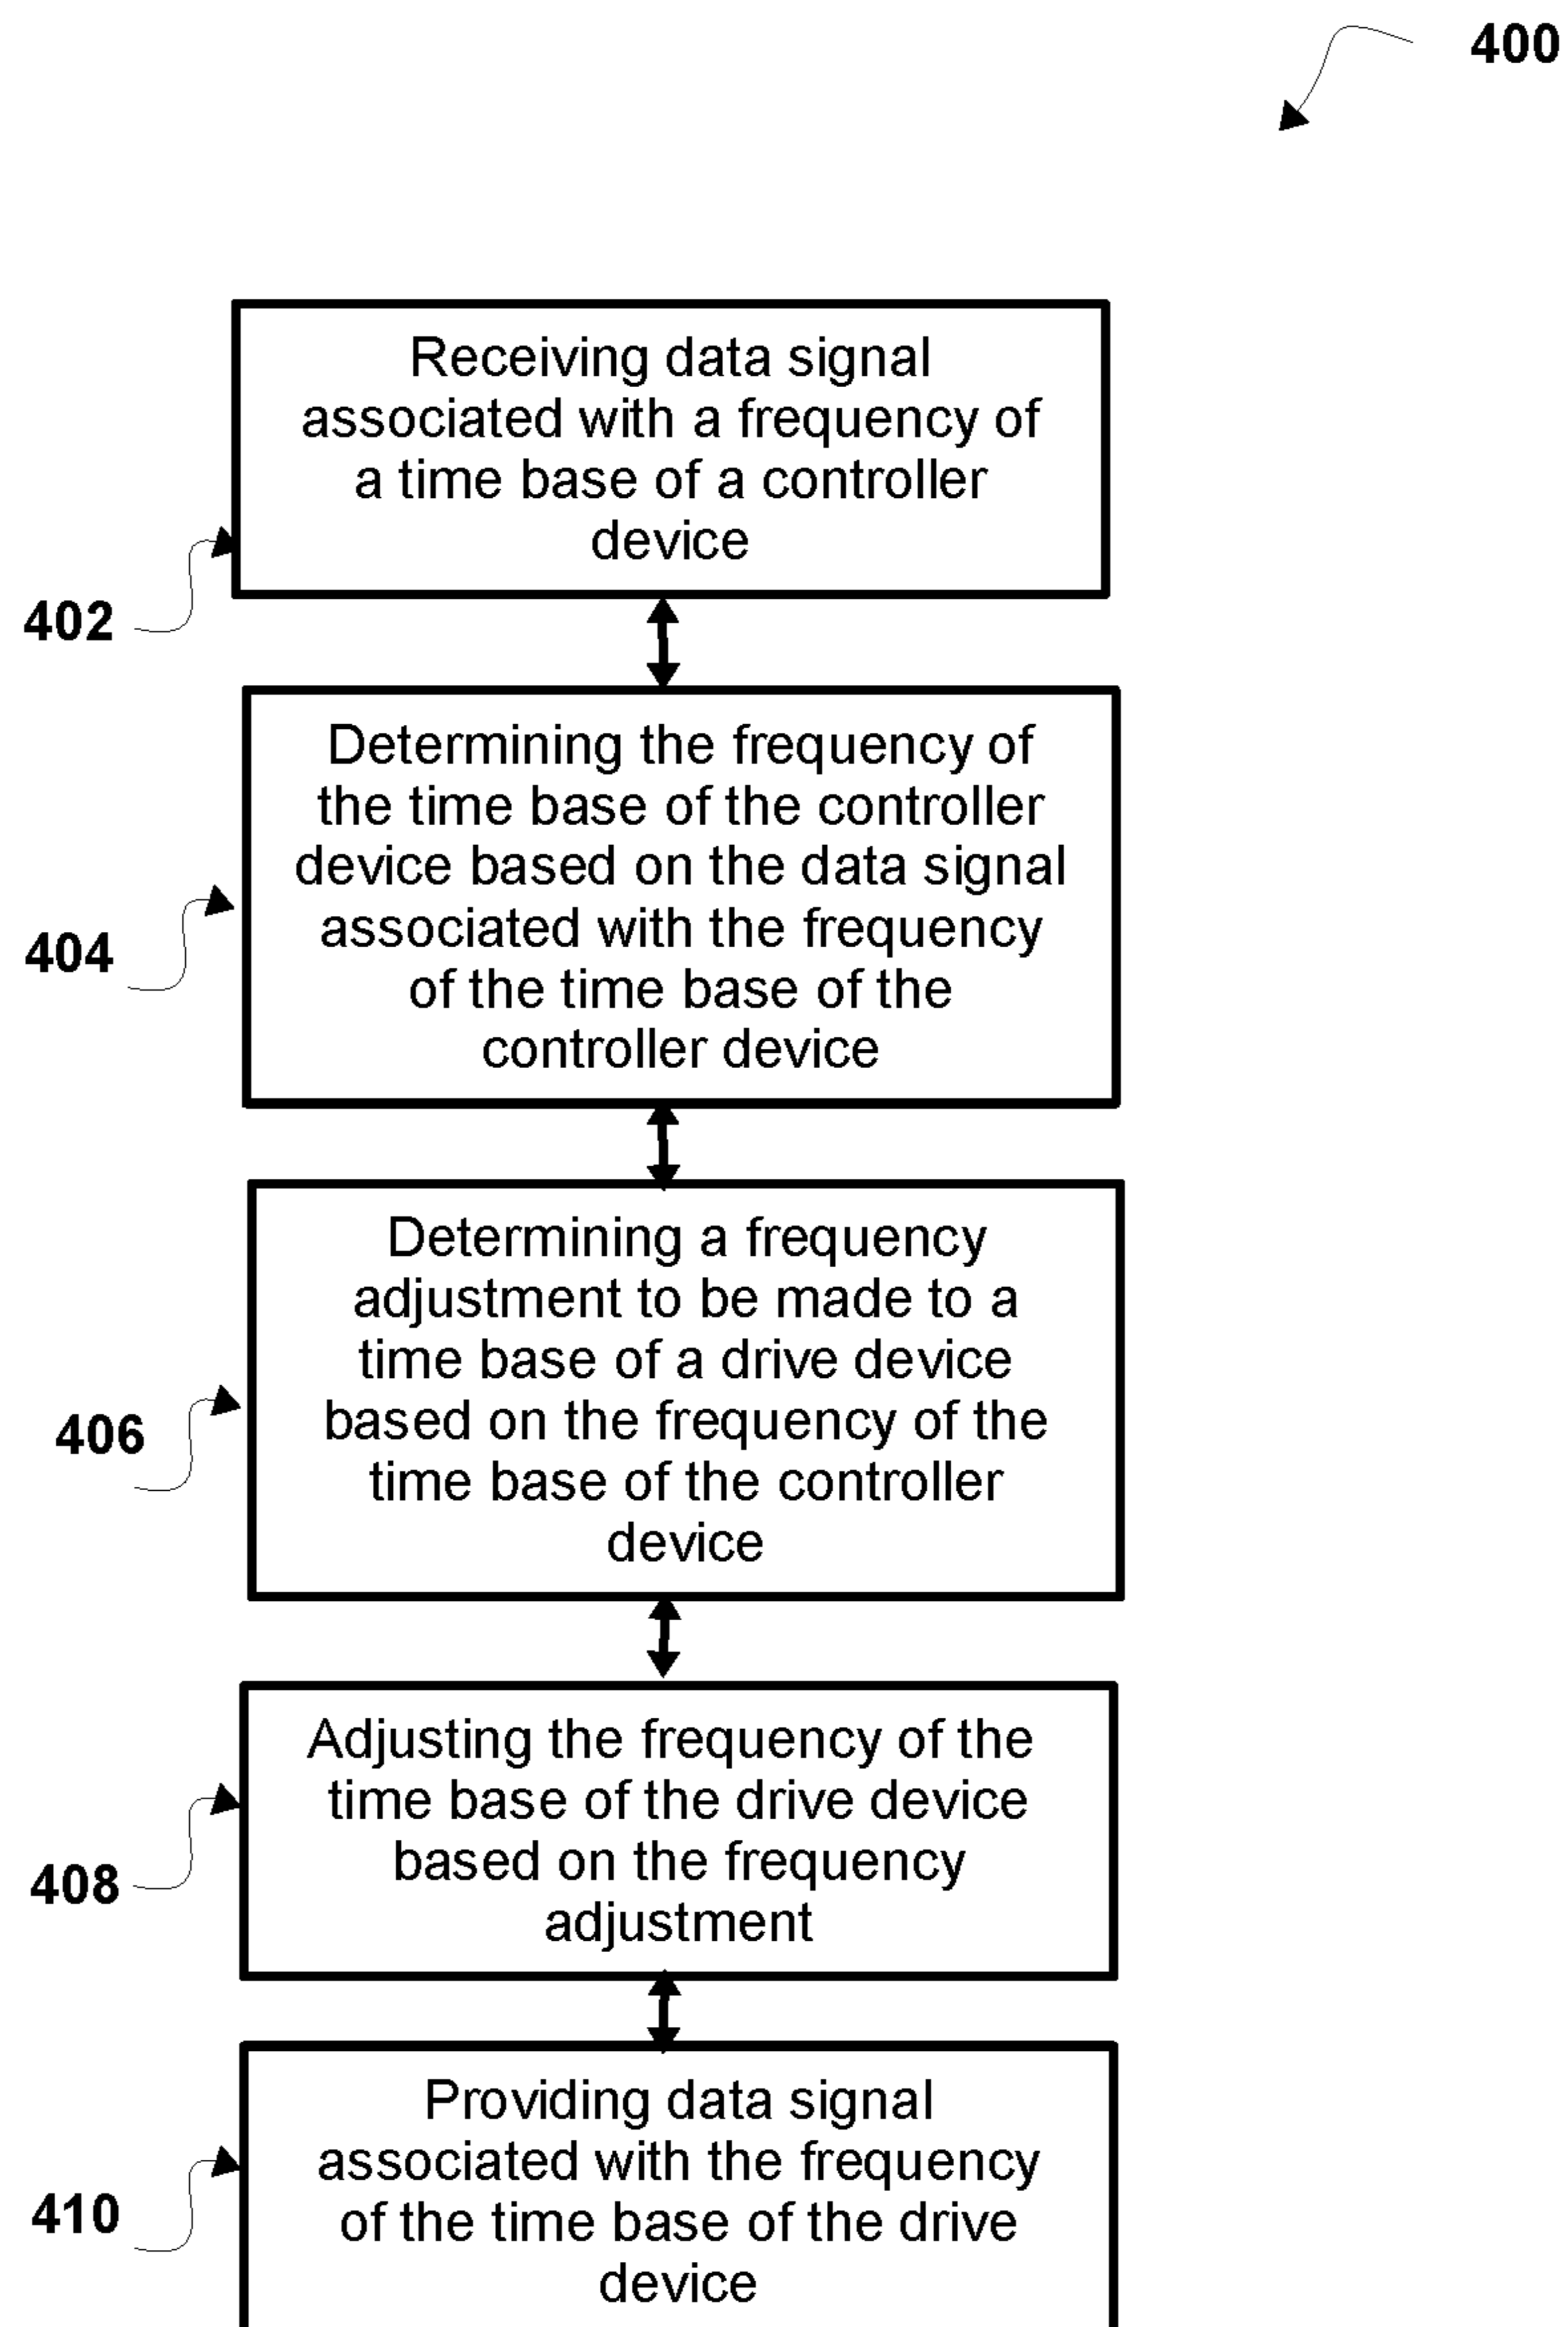 400
Receiving data signal
associated with a frequency of
a time base of a controller
device
402
Determining the frequency of
the time base of the controller
device based on the data signal
associated with the frequency
of the time base of the
controller device
404
Determining a frequency
adjustment to be made to a
time base of a drive device
based on the frequency of the
time base of the controller
device
406
Adjusting the frequency of the
time base of the drive device
based on the frequency
adjustment
408
Providing data signal
associated with the frequency
of the time base of the drive
device
410